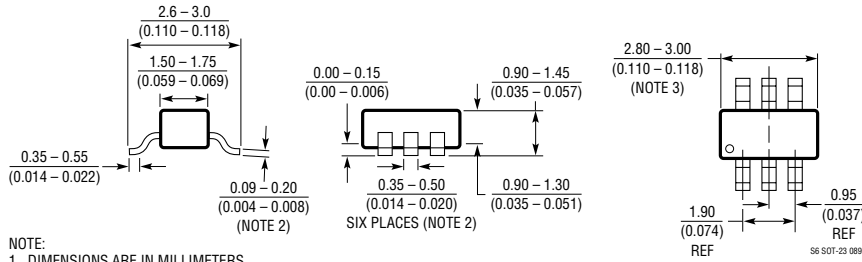 2.6 – 3.0
(0.110 – 0.118)
1.50 – 1.75
(0.059 – 0.069)
0.35 – 0.55
(0.014 – 0.022)
0.09 – 0.20
(0.004 – 0.008)
(NOTE 2)
0.00 – 0.15
(0.00 – 0.006)
0.90 – 1.45
(0.035 – 0.057)
0.35 – 0.50
(0.014 – 0.020)
SIX PLACES (NOTE 2)
0.90 – 1.30
(0.035 – 0.051)
2.80 – 3.00
(0.110 – 0.118)
(NOTE 3)
1.90
(0.074)
REF
0.95
(0.037)
REF
S6 SOT-23 089
NOTE:
1. DIMENSIONS ARE IN MILLIMETERS